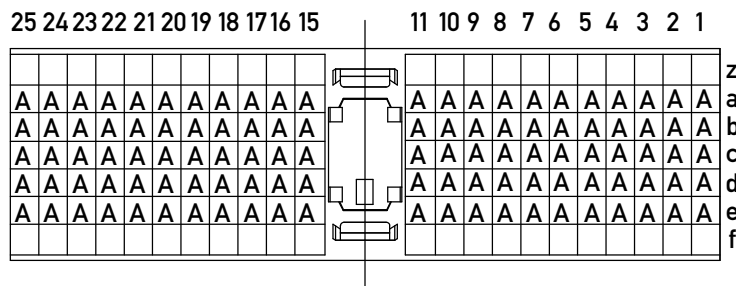 25 24 23 22 21 20 19 18 17 16 15 11 10 9 8 7 6 5 4 3 2 1
z
A A A A A A A A A A A A A A A A A A A A A A a
A A A A A A A A A A A A A A A A A A A A A A b
A A A A A A A A A A A A A A A A A A A A A A c
A A A A A A A A A A A A A A A A A A A A A A d
A A A A A A A A A A A A A A A A A A A A A A e
f